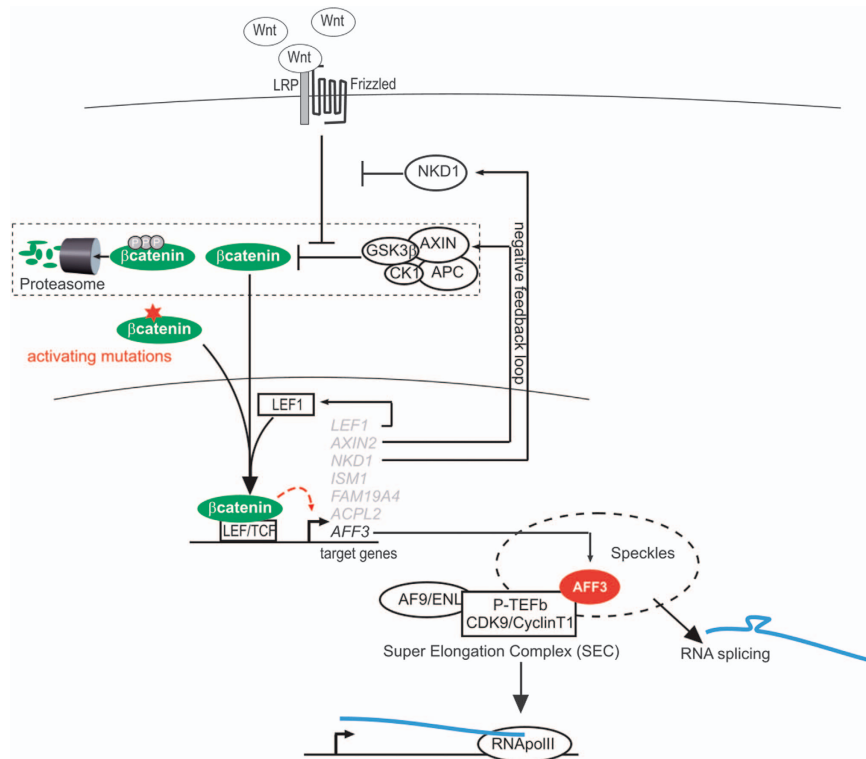 Wnt
Wnt
Wnt
LRP
Frizzled
NKD1
negative feedback loop
GSK3β
AXIN
CK1
APC
P P P
βcatenin
βcatenin
Proteasome
βcatenin
activating mutations
LEF1
LEF1
AXIN2
NKD1
ISM1
FAM19A4
ACPL2
AFF3
βcatenin
LEF/TCF
target genes
Speckles
AFF3
AF9/ENL
P-TEFb
CDK9/CyclinT1
Super Elongation Complex (SEC)
RNA splicing
RNApolII